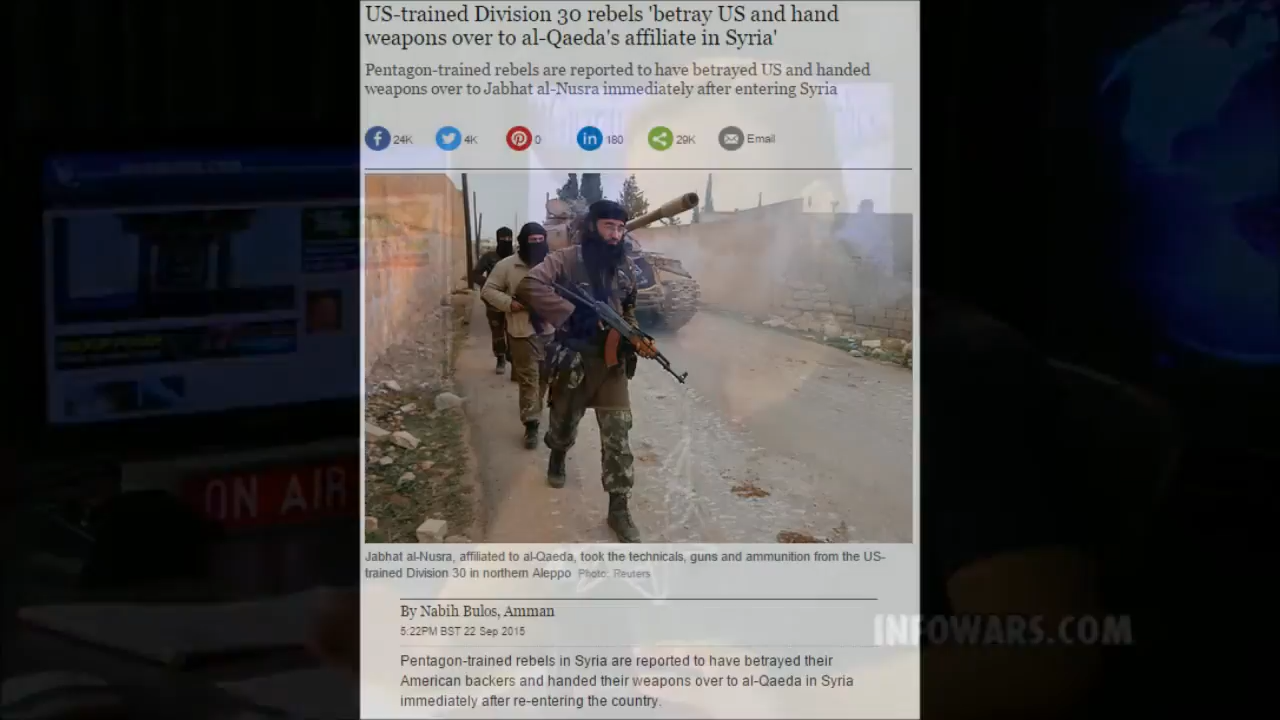 US-trained Division 30 rebels 'betray US and hand
weapons over to al-Qaeda's affiliate in Syria'
Pentagon-trained rebels are reported to have betrayed US and handed
weapons over to Jabhat al-Nusra immediately after entering Syria
24K 4K 0 180 29K Email
Jabhat al-Nusra, affiliated to al-Qaeda, took the technicals, guns and ammunition from the US-
trained Division 30 in northern Aleppo Photo: Reuters
By Nabih Bulos, Amman
5:22PM BST 22 Sep 2015
Pentagon-trained rebels in Syria are reported to have betrayed their
American backers and handed their weapons over to al-Qaeda in Syria
immediately after re-entering the country.
ON AIR
INFOWARS.COM